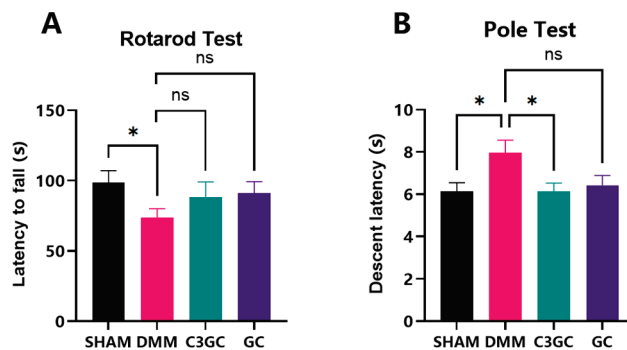 A
Rotarod Test
ns
ns
*
Latency to fall (s)
150
100
50
0
SHAM DMM C3GC GC
B
Pole Test
ns
* *
Descent latency (s)
10
8
6
4
2
0
SHAM DMM C3GC GC